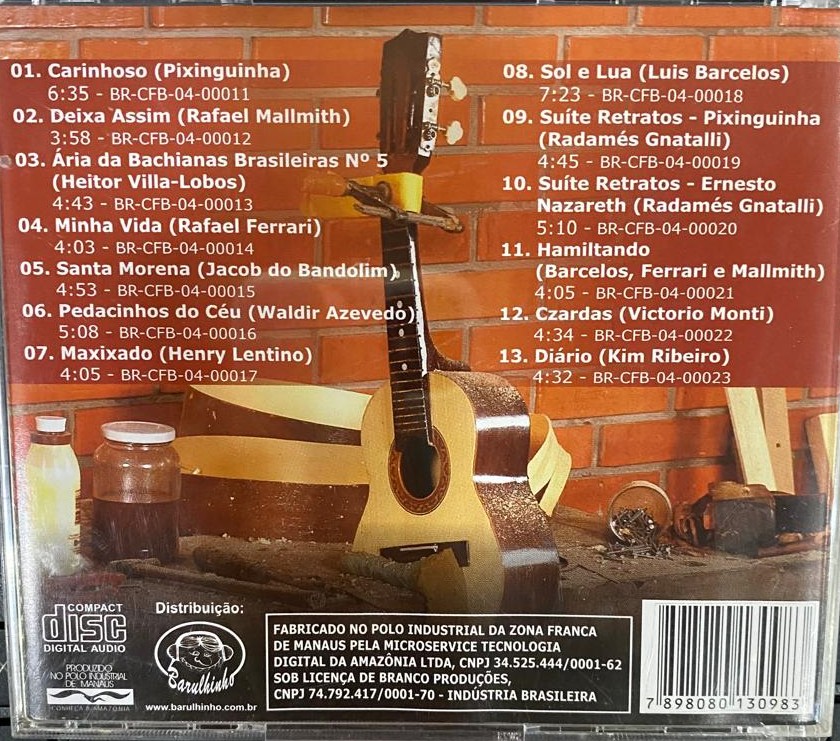 01. Carinhoso (Pixinguinha)
6:35 - BR-CFB-04-00011
02. Deixa Assim (Rafael Mallmith)
3:58 - BR-CFB-04-00012
03. Ária da Bachianas Brasileiras Nº 5
(Heitor Villa-Lobos)
4:43 - BR-CFB-04-00013
04. Minha Vida (Rafael Ferrari)
4:03 - BR-CFB-04-00014
05. Santa Morena (Jacob do Bandolim)
4:53 - BR-CFB-04-00015
06. Pedacinhos do Céu (Waldir Azevedo)
5:08 - BR-CFB-04-00016
07. Maxixado (Henry Lentino)
4:05 - BR-CFB-04-00017
08. Sol e Lua (Luis Barcelos)
7:23 - BR-CFB-04-00018
09. Suíte Retratos - Pixinguinha
(Radamés Gnatalli)
4:45 - BR-CFB-04-00019
10. Suíte Retratos - Ernesto
Nazareth (Radamés Gnatalli)
5:10 - BR-CFB-04-00020
11. Hamiltando
(Barcelos, Ferrari e Mallmith)
4:05 - BR-CFB-04-00021
12. Czardas (Victorio Monti)
4:34 - BR-CFB-04-00022
13. Diário (Kim Ribeiro)
4:32 - BR-CFB-04-00023
COMPACT
disc
DIGITAL AUDIO
PRODUZIDO
NO POLO INDUSTRIAL
DE MANAUS
CONHEÇA A AMAZÔNIA
Distribuição:
Barulhinho
www.barulhinho.com.br
FABRICADO NO POLO INDUSTRIAL DA ZONA FRANCA
DE MANAUS PELA MICROSERVICE TECNOLOGIA
DIGITAL DA AMAZÔNIA LTDA, CNPJ 34.525.444/0001-62
SOB LICENÇA DE BRANCO PRODUÇÕES,
CNPJ 74.792.417/0001-70 - INDÚSTRIA BRASILEIRA
7 898080 130983